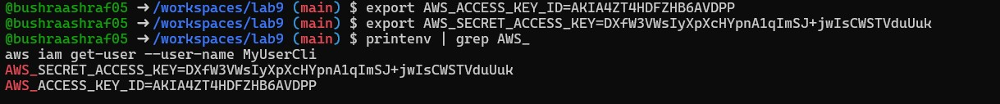 @bushraashraf05 ➜ /workspaces/lab9 (main) $ export AWS_ACCESS_KEY_ID=AKIA4ZT4HDFZHB6AVDPP
@bushraashraf05 ➜ /workspaces/lab9 (main) $ export AWS_SECRET_ACCESS_KEY=DXfW3VWsIyXpXcHYpnA1qImSJ+jwIsCWSTVduUuk
@bushraashraf05 ➜ /workspaces/lab9 (main) $ printenv | grep AWS_
aws iam get-user --user-name MyUserCli
AWS_SECRET_ACCESS_KEY=DXfW3VWsIyXpXcHYpnA1qImSJ+jwIsCWSTVduUuk
AWS_ACCESS_KEY_ID=AKIA4ZT4HDFZHB6AVDPP